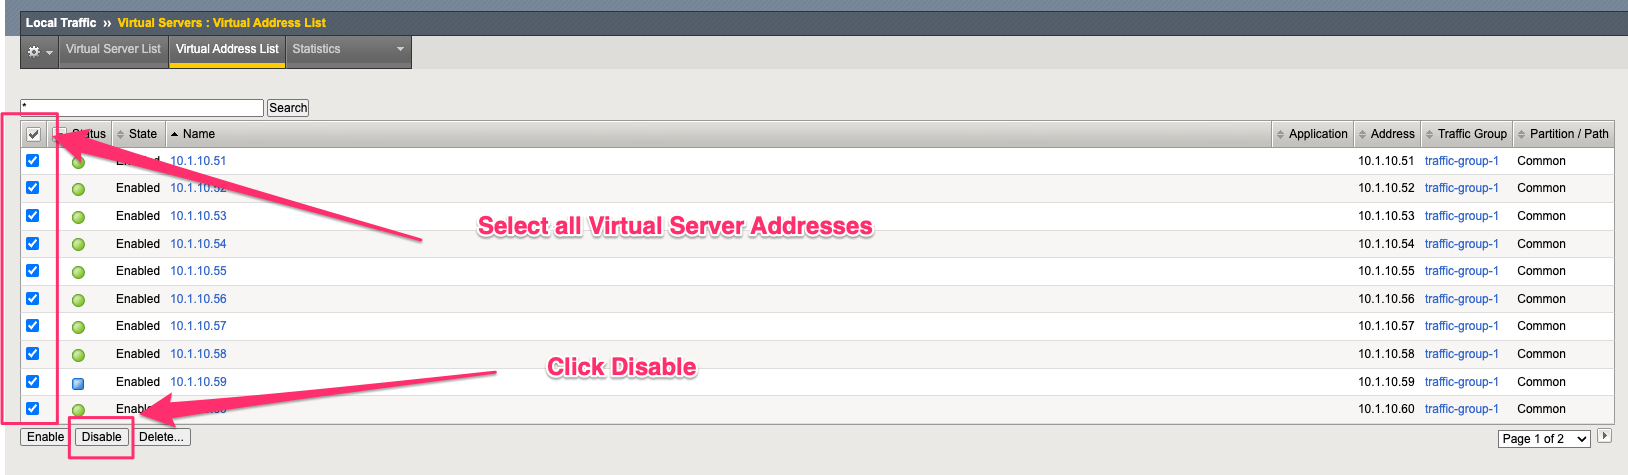 Local Traffic ›› Virtual Servers : Virtual Address List
Virtual Server List Virtual Address List Statistics
* Search
Status State Name Application Address Traffic Group Partition / Path
Enabled 10.1.10.51 10.1.10.51 traffic-group-1 Common
Enabled 10.1.10.52 10.1.10.52 traffic-group-1 Common
Enabled 10.1.10.53 10.1.10.53 traffic-group-1 Common
Select all Virtual Server Addresses
Enabled 10.1.10.54 10.1.10.54 traffic-group-1 Common
Enabled 10.1.10.55 10.1.10.55 traffic-group-1 Common
Enabled 10.1.10.56 10.1.10.56 traffic-group-1 Common
Enabled 10.1.10.57 10.1.10.57 traffic-group-1 Common
Enabled 10.1.10.58 10.1.10.58 traffic-group-1 Common
Click Disable
Enabled 10.1.10.59 10.1.10.59 traffic-group-1 Common
Enabled 10.1.10.60 traffic-group-1 Common
Enable Disable Delete... Page 1 of 2